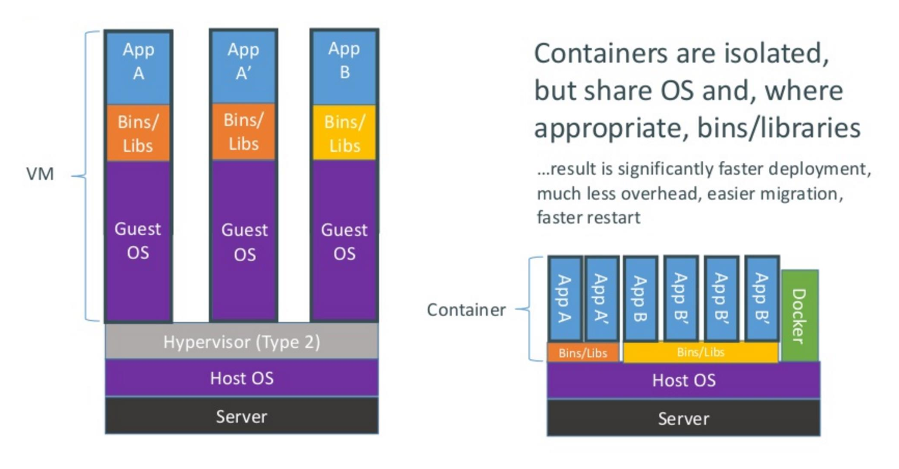 VM
App
A
App
A’
App
B
Bins/
Libs
Bins/
Libs
Bins/
Libs
Guest
OS
Guest
OS
Guest
OS
Hypervisor (Type 2)
Host OS
Server
Containers are isolated,
but share OS and, where
appropriate, bins/libraries
...result is significantly faster deployment,
much less overhead, easier migration,
faster restart
Container
App A
App A’
App B
App B’
App B’
App B’
Docker
Bins/Libs
Bins/Libs
Host OS
Server